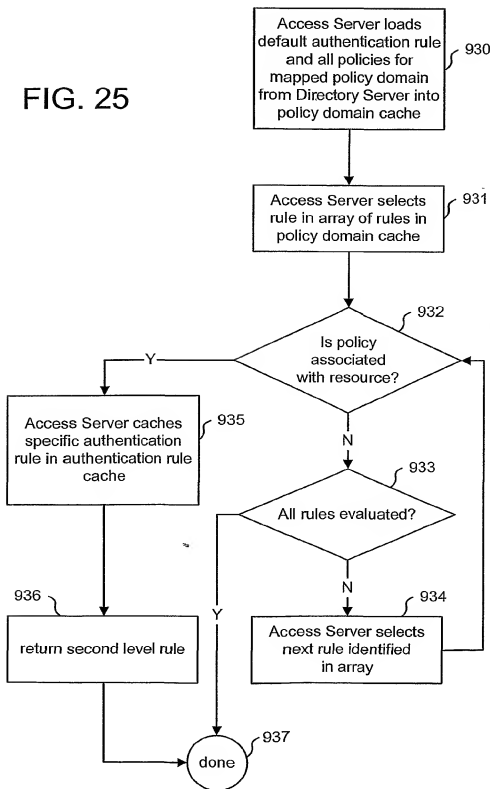 FIG. 25
Access Server loads
default authentication rule
and all policies for
mapped policy domain
from Directory Server into
policy domain cache
930
Access Server selects
rule in array of rules in
policy domain cache
931
932
Is policy
associated
with resource?
Y
N
Access Server caches
specific authentication
rule in authentication rule
cache
935
933
All rules evaluated?
Y
N
936
return second level rule
934
Access Server selects
next rule identified
in array
937
done